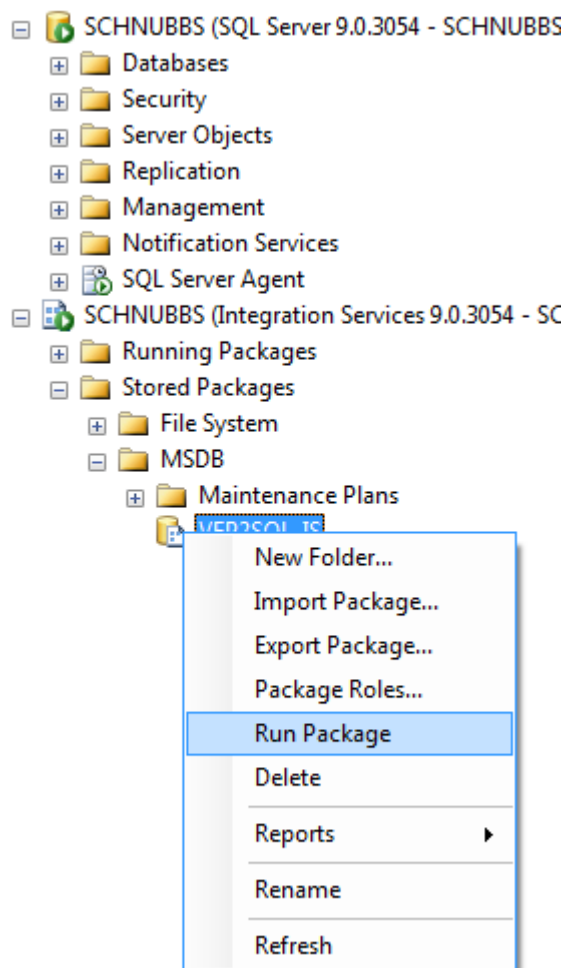 SCHNUBBS (SQL Server 9.0.3054 - SCHNUBBS
Databases
Security
Server Objects
Replication
Management
Notification Services
SQL Server Agent
SCHNUBBS (Integration Services 9.0.3054 - SC
Running Packages
Stored Packages
File System
MSDB
Maintenance Plans
VFP2SQL_IS
New Folder...
Import Package...
Export Package...
Package Roles...
Run Package
Delete
Reports
Rename
Refresh